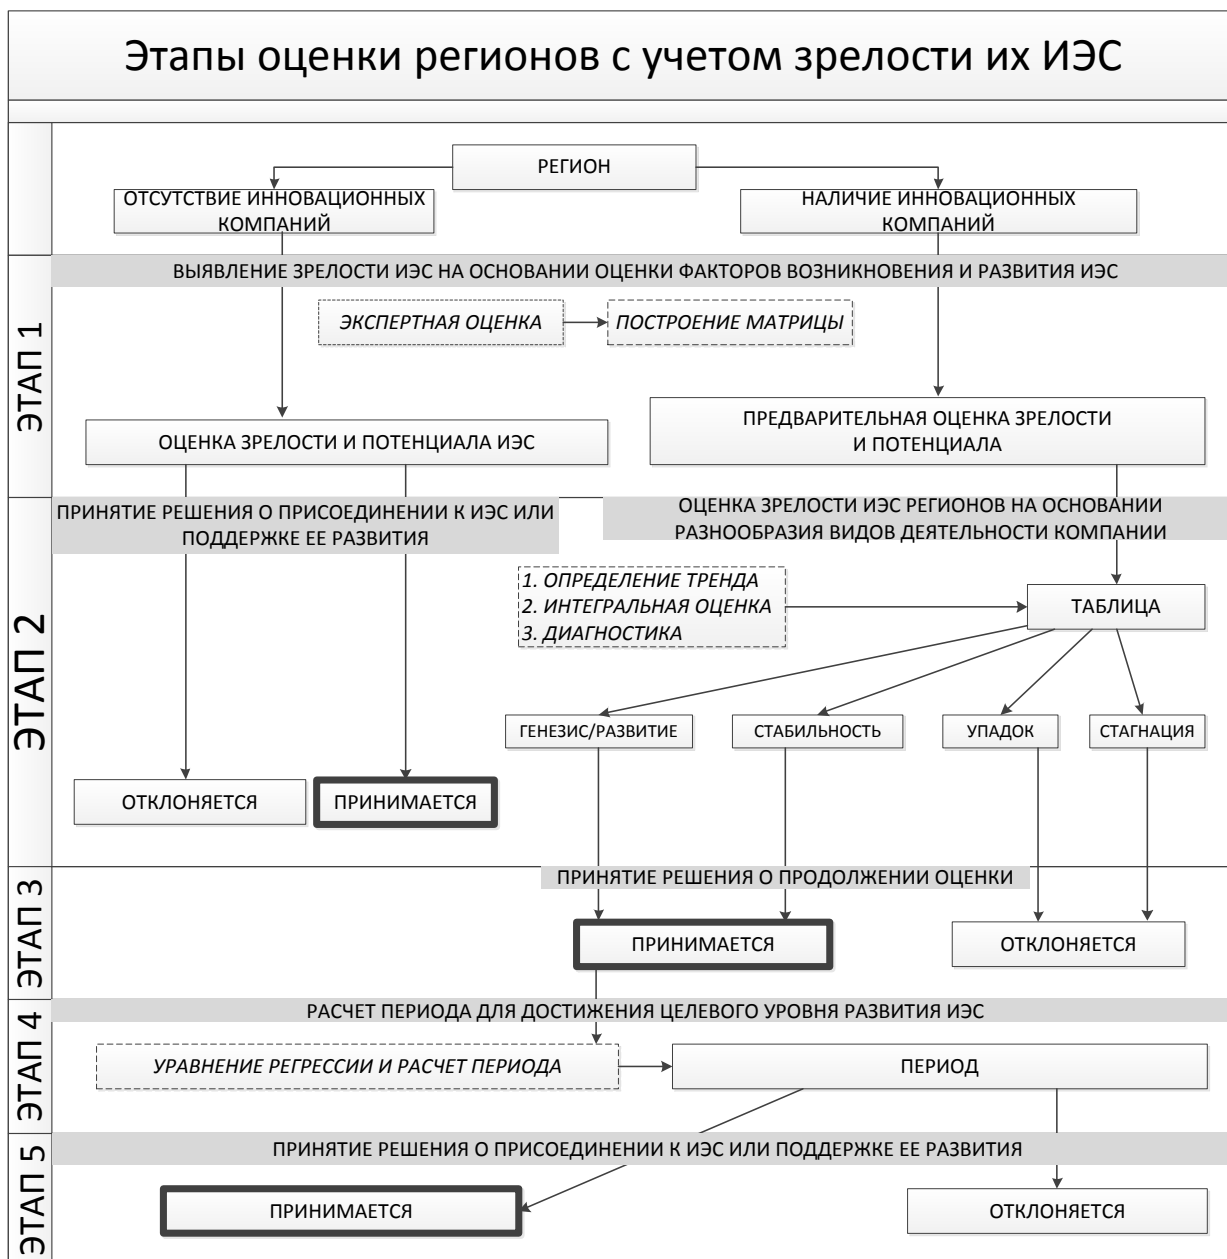 Этапы оценки регионов с учетом зрелости их ИЭС
РЕГИОН
ОТСУТСТВИЕ ИННОВАЦИОННЫХ
КОМПАНИЙ
НАЛИЧИЕ ИННОВАЦИОННЫХ
КОМПАНИЙ
ЭТАП 1
ВЫЯВЛЕНИЕ ЗРЕЛОСТИ ИЭС НА ОСНОВАНИИ ОЦЕНКИ ФАКТОРОВ ВОЗНИКНОВЕНИЯ И РАЗВИТИЯ ИЭС
ЭКСПЕРТНАЯ ОЦЕНКА
ПОСТРОЕНИЕ МАТРИЦЫ
ОЦЕНКА ЗРЕЛОСТИ И ПОТЕНЦИАЛА ИЭС
ПРЕДВАРИТЕЛЬНАЯ ОЦЕНКА ЗРЕЛОСТИ
И ПОТЕНЦИАЛА
ЭТАП 2
ПРИНЯТИЕ РЕШЕНИЯ О ПРИСОЕДИНЕНИИ К ИЭС ИЛИ
ПОДДЕРЖКЕ ЕЕ РАЗВИТИЯ
ОЦЕНКА ЗРЕЛОСТИ ИЭС РЕГИОНОВ НА ОСНОВАНИИ
РАЗНООБРАЗИЯ ВИДОВ ДЕЯТЕЛЬНОСТИ КОМПАНИИ
1. ОПРЕДЕЛЕНИЕ ТРЕНДА
2. ИНТЕГРАЛЬНАЯ ОЦЕНКА
3. ДИАГНОСТИКА
ТАБЛИЦА
ГЕНЕЗИС/РАЗВИТИЕ
СТАБИЛЬНОСТЬ
УПАДОК
СТАГНАЦИЯ
ОТКЛОНЯЕТСЯ
ПРИНИМАЕТСЯ
ЭТАП 3
ПРИНЯТИЕ РЕШЕНИЯ О ПРОДОЛЖЕНИИ ОЦЕНКИ
ПРИНИМАЕТСЯ
ОТКЛОНЯЕТСЯ
ЭТАП 4
РАСЧЕТ ПЕРИОДА ДЛЯ ДОСТИЖЕНИЯ ЦЕЛЕВОГО УРОВНЯ РАЗВИТИЯ ИЭС
УРАВНЕНИЕ РЕГРЕССИИ И РАСЧЕТ ПЕРИОДА
ПЕРИОД
ЭТАП 5
ПРИНЯТИЕ РЕШЕНИЯ О ПРИСОЕДИНЕНИИ К ИЭС ИЛИ ПОДДЕРЖКЕ ЕЕ РАЗВИТИЯ
ПРИНИМАЕТСЯ
ОТКЛОНЯЕТСЯ